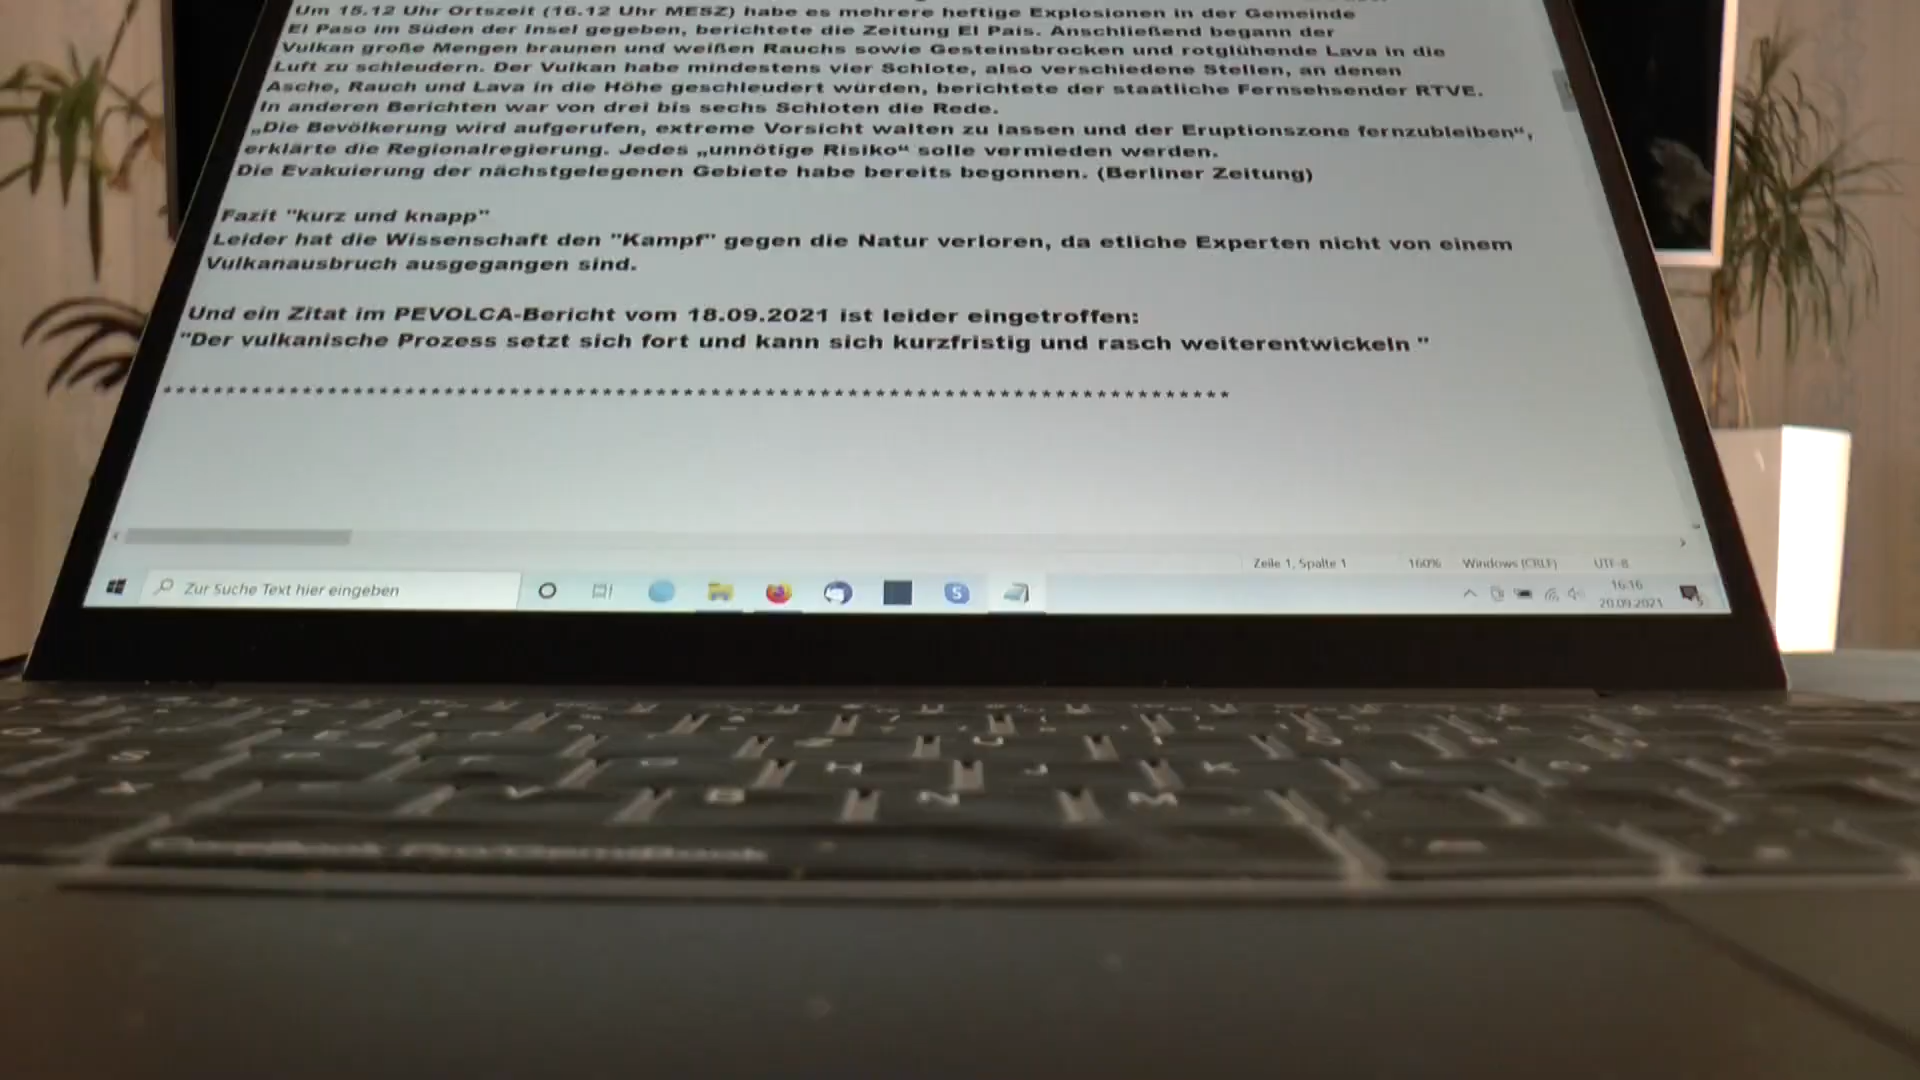 Um 15.12 Uhr Ortszeit (16.12 Uhr MESZ) habe es mehrere heftige Explosionen in der Gemeinde
El Paso im Süden der Insel gegeben, berichtete die Zeitung El País. Anschließend begann der
Vulkan große Mengen braunen und weißen Rauchs sowie Gesteinsbrocken und rotglühende Lava in die
Luft zu schleudern. Der Vulkan habe mindestens vier Schlote, also verschiedene Stellen, an denen
Asche, Rauch und Lava in die Höhe geschleudert würden, berichtete der staatliche Fernsehsender RTVE.
In anderen Berichten war von drei bis sechs Schloten die Rede.
„Die Bevölkerung wird aufgerufen, extreme Vorsicht walten zu lassen und der Eruptionszone fernzubleiben“,
erklärte die Regionalregierung. Jedes „unnötige Risiko“ solle vermieden werden.
Die Evakuierung der nächstgelegenen Gebiete habe bereits begonnen. (Berliner Zeitung)
Fazit "kurz und knapp"
Leider hat die Wissenschaft den "Kampf" gegen die Natur verloren, da etliche Experten nicht von einem
Vulkanausbruch ausgegangen sind.
Und ein Zitat im PEVOLCA-Bericht vom 18.09.2021 ist leider eingetroffen:
"Der vulkanische Prozess setzt sich fort und kann sich kurzfristig und rasch weiterentwickeln "
Zeile 1, Spalte 1 160% Windows (CRLF) UTF-8
Zur Suche Text hier eingeben
S
16:16
20.09.2021
H J K L
V B N M